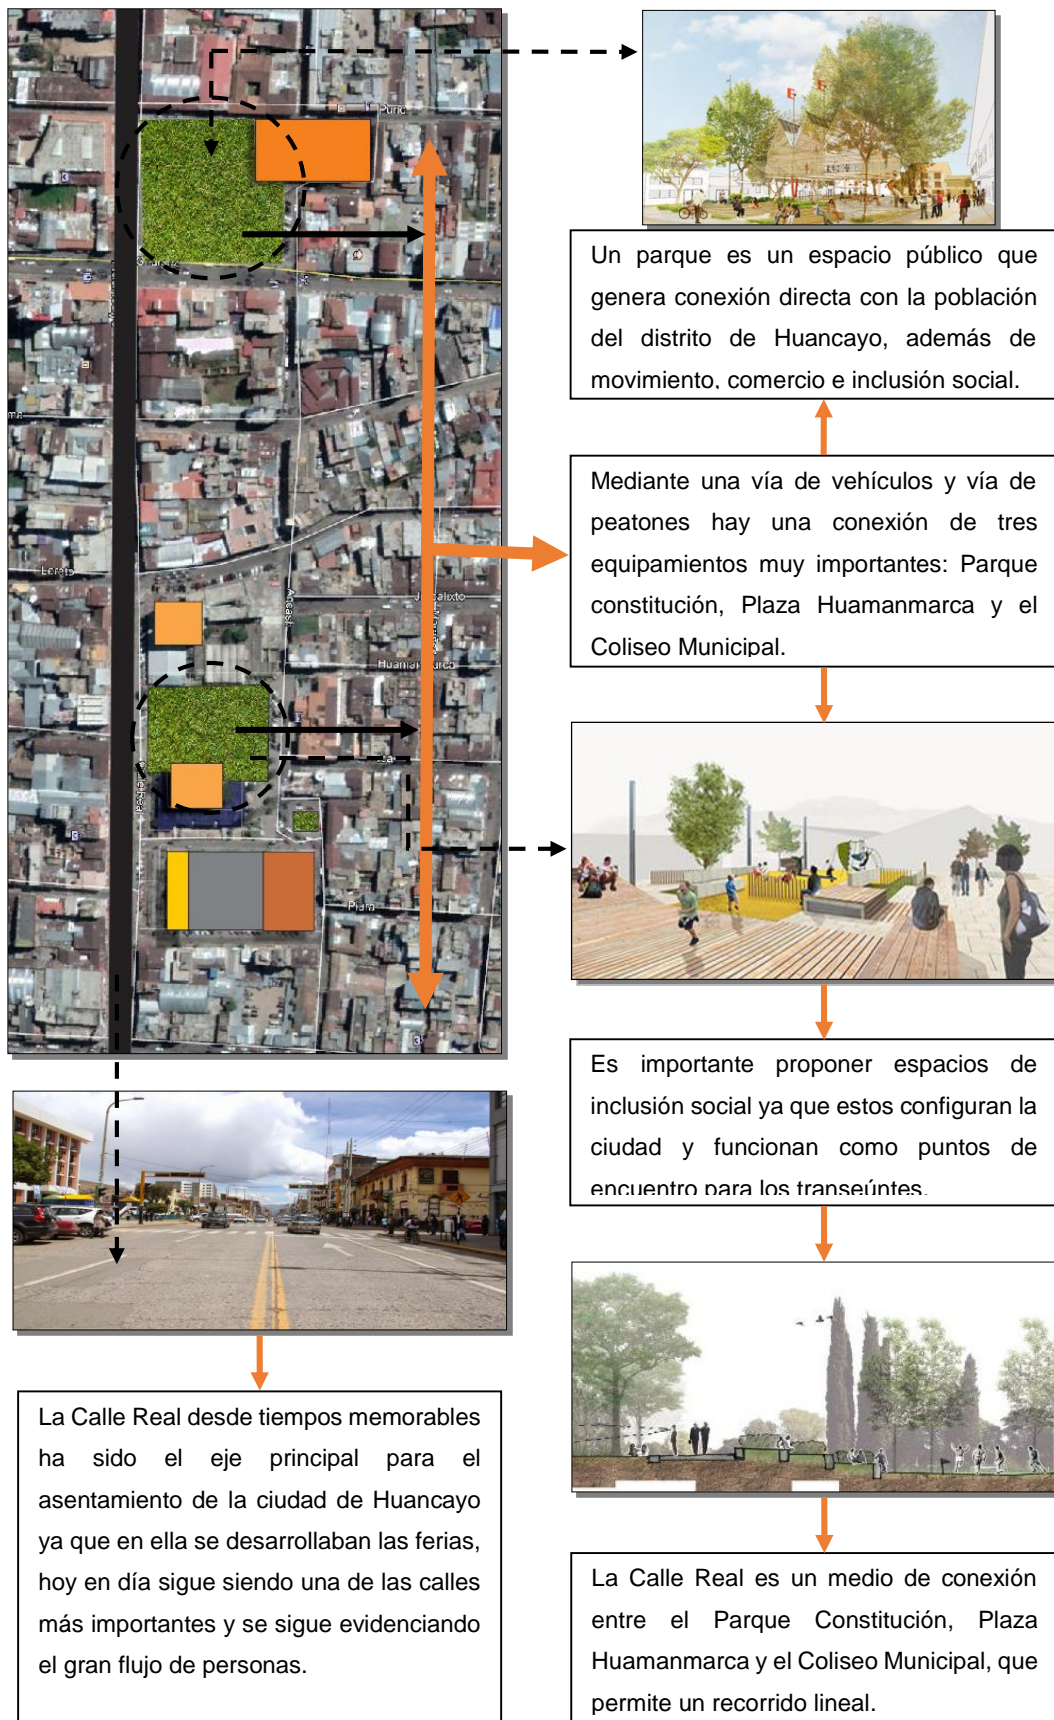 Puno
Loreto
Ancash
Huamanmarca
Piura
Calle Real
Un parque es un espacio público que
genera conexión directa con la población
del distrito de Huancayo, además de
movimiento, comercio e inclusión social.
Mediante una vía de vehículos y vía de
peatones hay una conexión de tres
equipamientos muy importantes: Parque
constitución, Plaza Huamanmarca y el
Coliseo Municipal.
Es importante proponer espacios de
inclusión social ya que estos configuran la
ciudad y funcionan como puntos de
encuentro para los transeúntes.
La Calle Real desde tiempos memorables
ha sido el eje principal para el
asentamiento de la ciudad de Huancayo
ya que en ella se desarrollaban las ferias,
hoy en día sigue siendo una de las calles
más importantes y se sigue evidenciando
el gran flujo de personas.
La Calle Real es un medio de conexión
entre el Parque Constitución, Plaza
Huamanmarca y el Coliseo Municipal, que
permite un recorrido lineal.